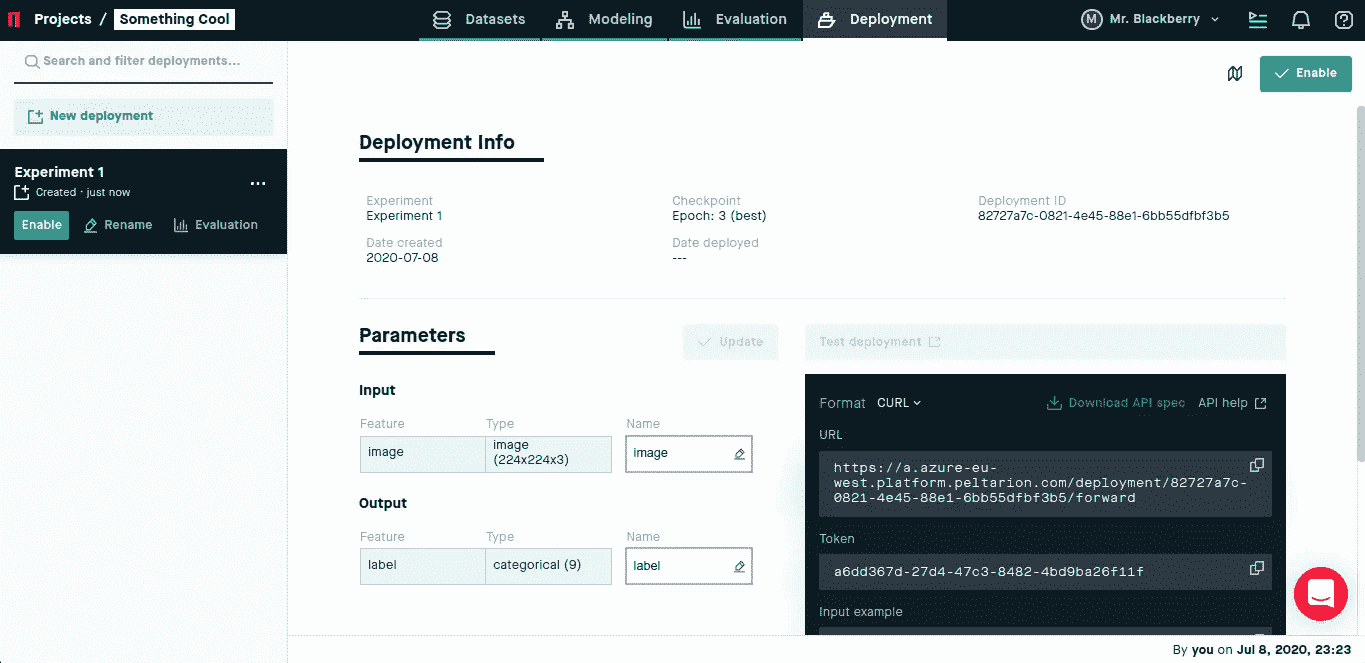 Projects / Something Cool
Datasets
Modeling
Evaluation
Deployment
M Mr. Blackberry
Search and filter deployments...
New deployment
Experiment 1
Created · just now
Enable Rename Evaluation
Enable
Deployment Info
Experiment
Experiment 1
Checkpoint
Epoch: 3 (best)
Deployment ID
82727a7c-0821-4e45-88e1-6bb55dfbf3b5
Date created
2020-07-08
Date deployed
---
Parameters
Update
Input
Feature Type Name
image
image
(224x224x3)
image
Output
Feature Type Name
label categorical (9) label
Test deployment
Format CURL Download API spec API help
URL
https://a.azure-eu-
west.platform.peltarion.com/deployment/82727a7c-
0821-4e45-88e1-6bb55dfbf3b5/forward
Token
a6dd367d-27d4-47c3-8482-4bd9ba26f11f
Input example
By you on Jul 8, 2020, 23:23